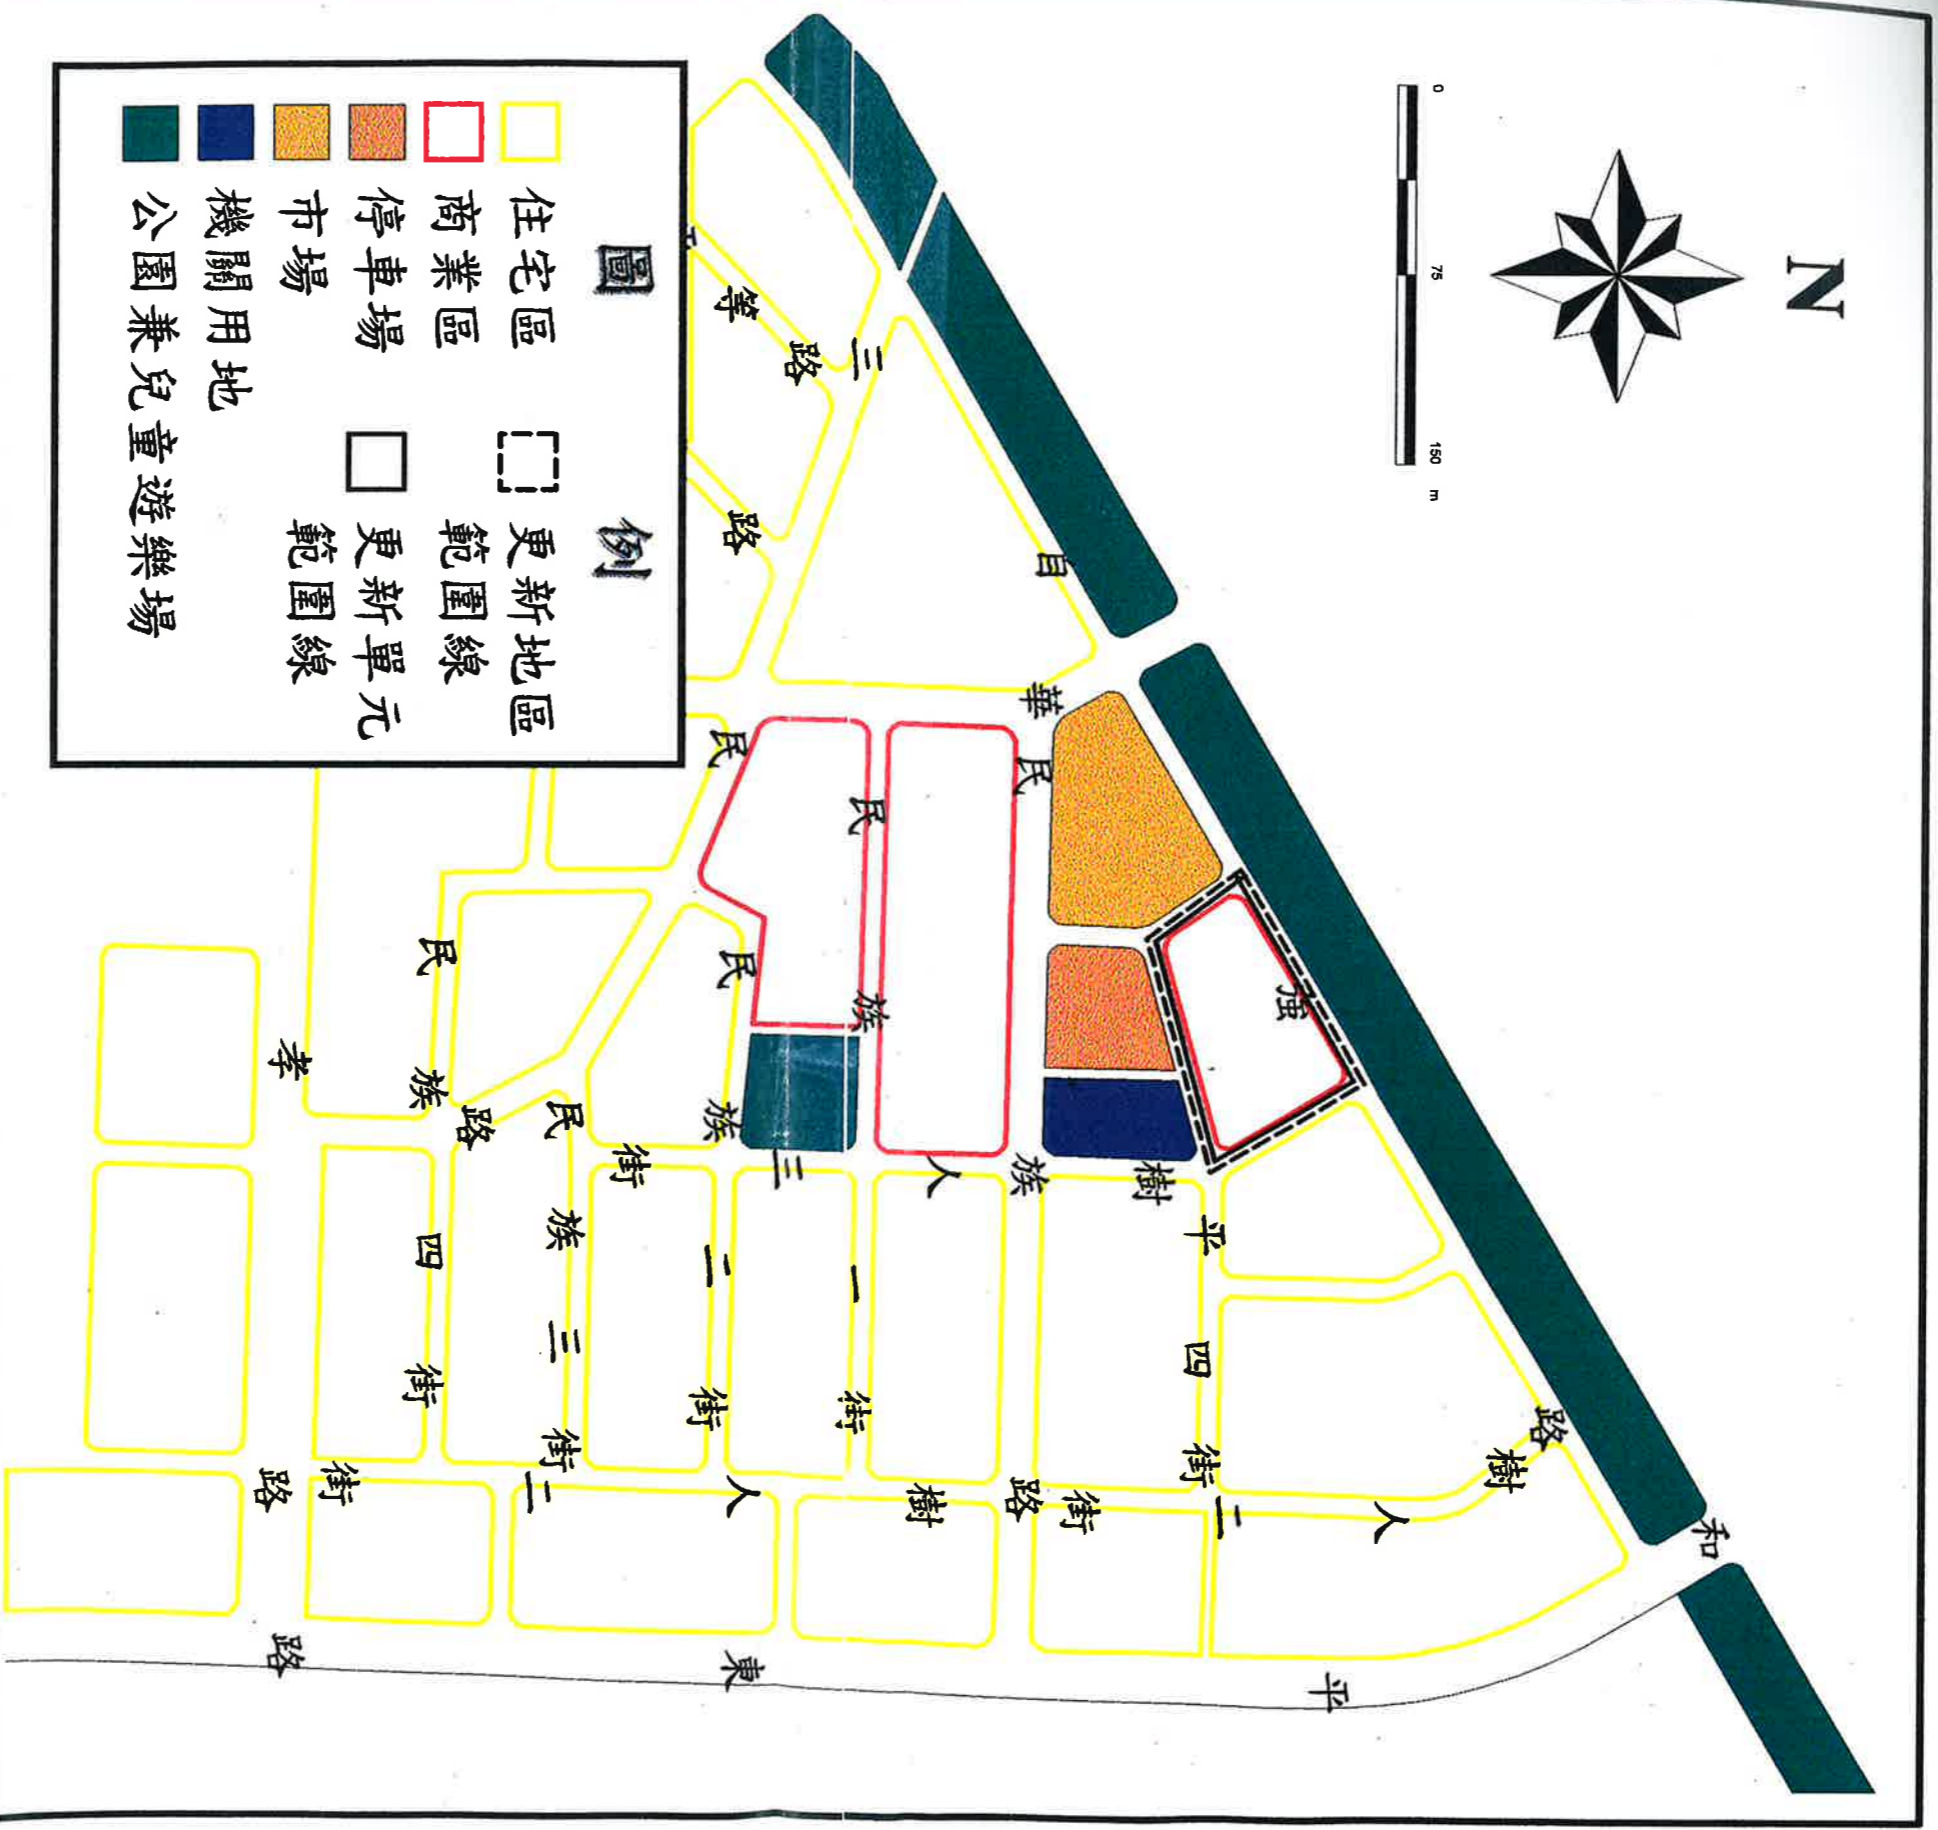 N
0 75 150 m
圖例
住宅區
商業區
停車場
市場
機關用地
公園兼兒童遊樂場
更新地區
範圍線
更新單元
範圍線
三
等
路
路
昌
華
民
民
民
強
民
民
族
族
孝
族
路
民
街
三
人
族
樹
平
四
族
二
一
三
四
街
街
街
街
街
路
樹
路
街
二
人
樹
路
街
二
人
和
路
東
平